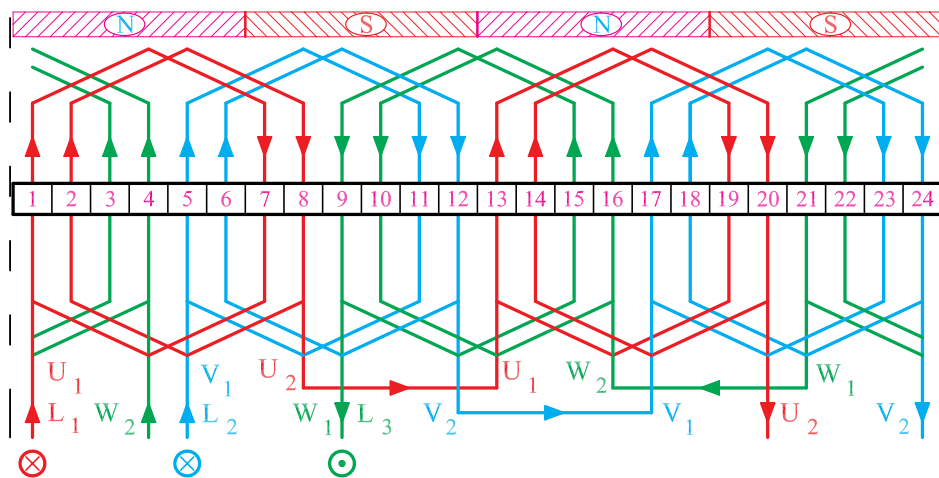 N S N S
1 2 3 4 5 6 7 8 9 10 11 12 13 14 15 16 17 18 19 20 21 22 23 24
U1 V1 U2 U1 W2 W1
L1 W2 L2 W1 L3 V2 V1 U2 V2